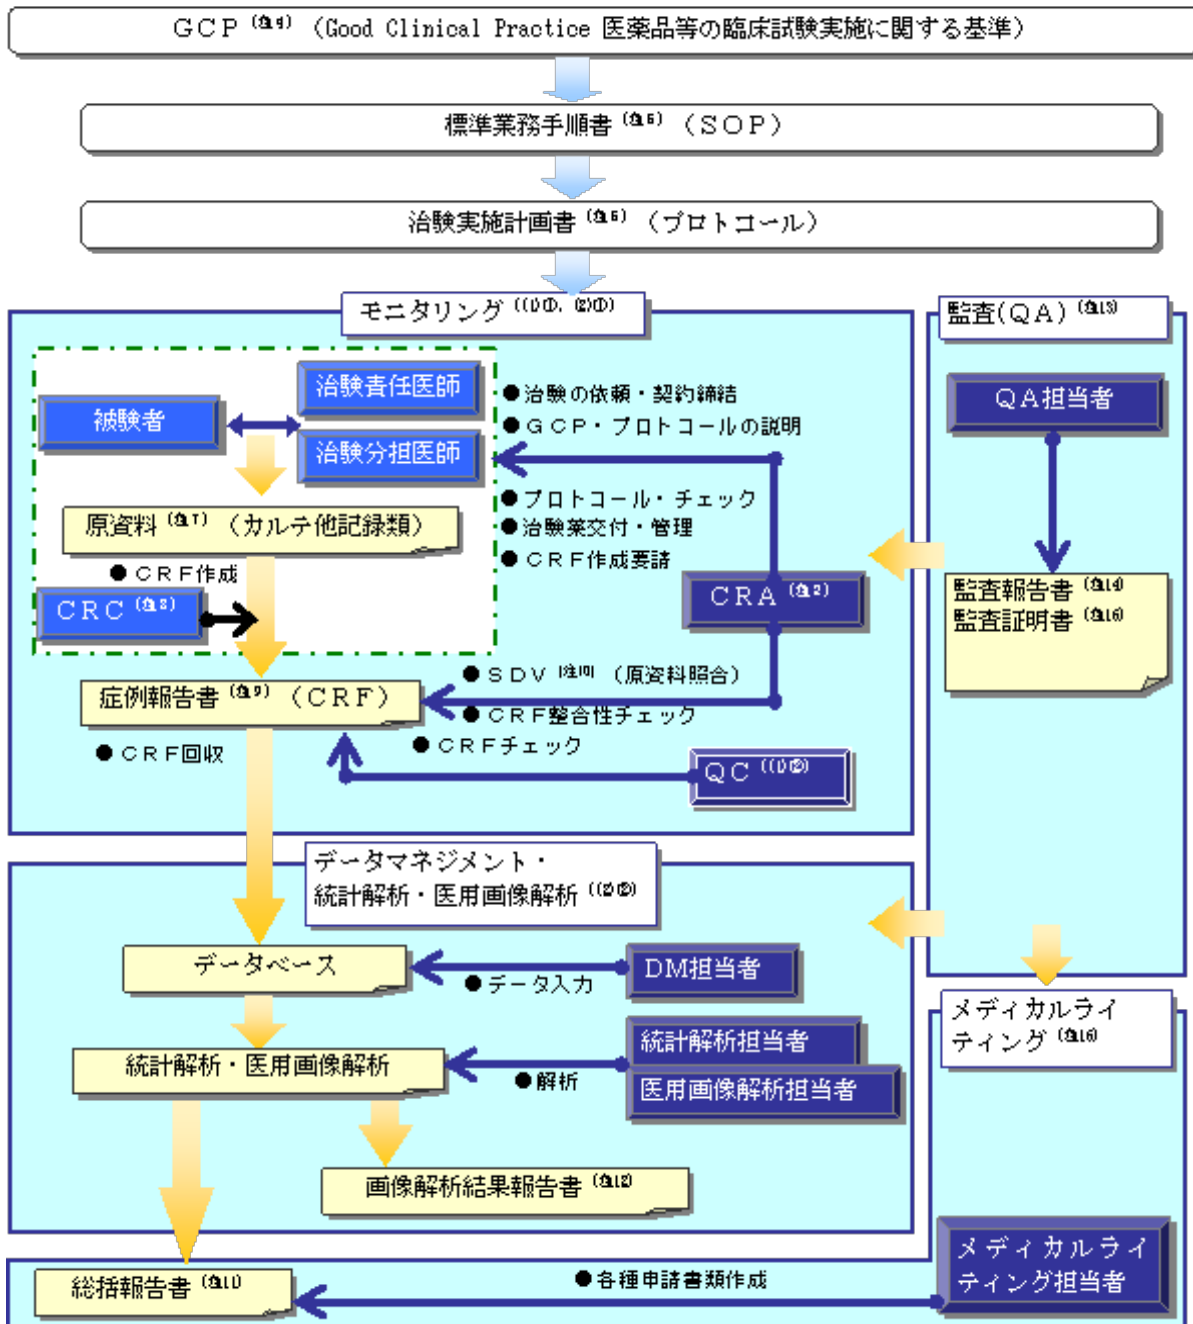 GCP（注4）（Good Clinical Practice 医薬品等の臨床試験実施に関する基準）
標準業務手順書（注5）（SOP）
治験実施計画書（注6）（プロトコール）
モニタリング（(1)①、(2)①）
被験者
治験責任医師
治験分担医師
●治験の依頼・契約締結
●GCP・プロトコールの説明
●プロトコール・チェック
●治験薬交付・管理
●CRF作成要請
原資料（注7）（カルテ他記録類）
●CRF作成
CRC（注8）
CRA（注2）
●SDV（注10）（原資料照合）
症例報告書（注9）（CRF）
●CRF整合性チェック
●CRFチェック
●CRF回収
QC（(1)②）
監査(QA)（注13）
QA担当者
監査報告書（注14）
監査証明書（注15）
データマネジメント・
統計解析・医用画像解析（(2)②）
データベース
DM担当者
●データ入力
統計解析・医用画像解析
統計解析担当者
医用画像解析担当者
●解析
画像解析結果報告書（注12）
メディカルライ
ティング（注16）
メディカルライ
ティング担当者
●各種申請書類作成
総括報告書（注11）